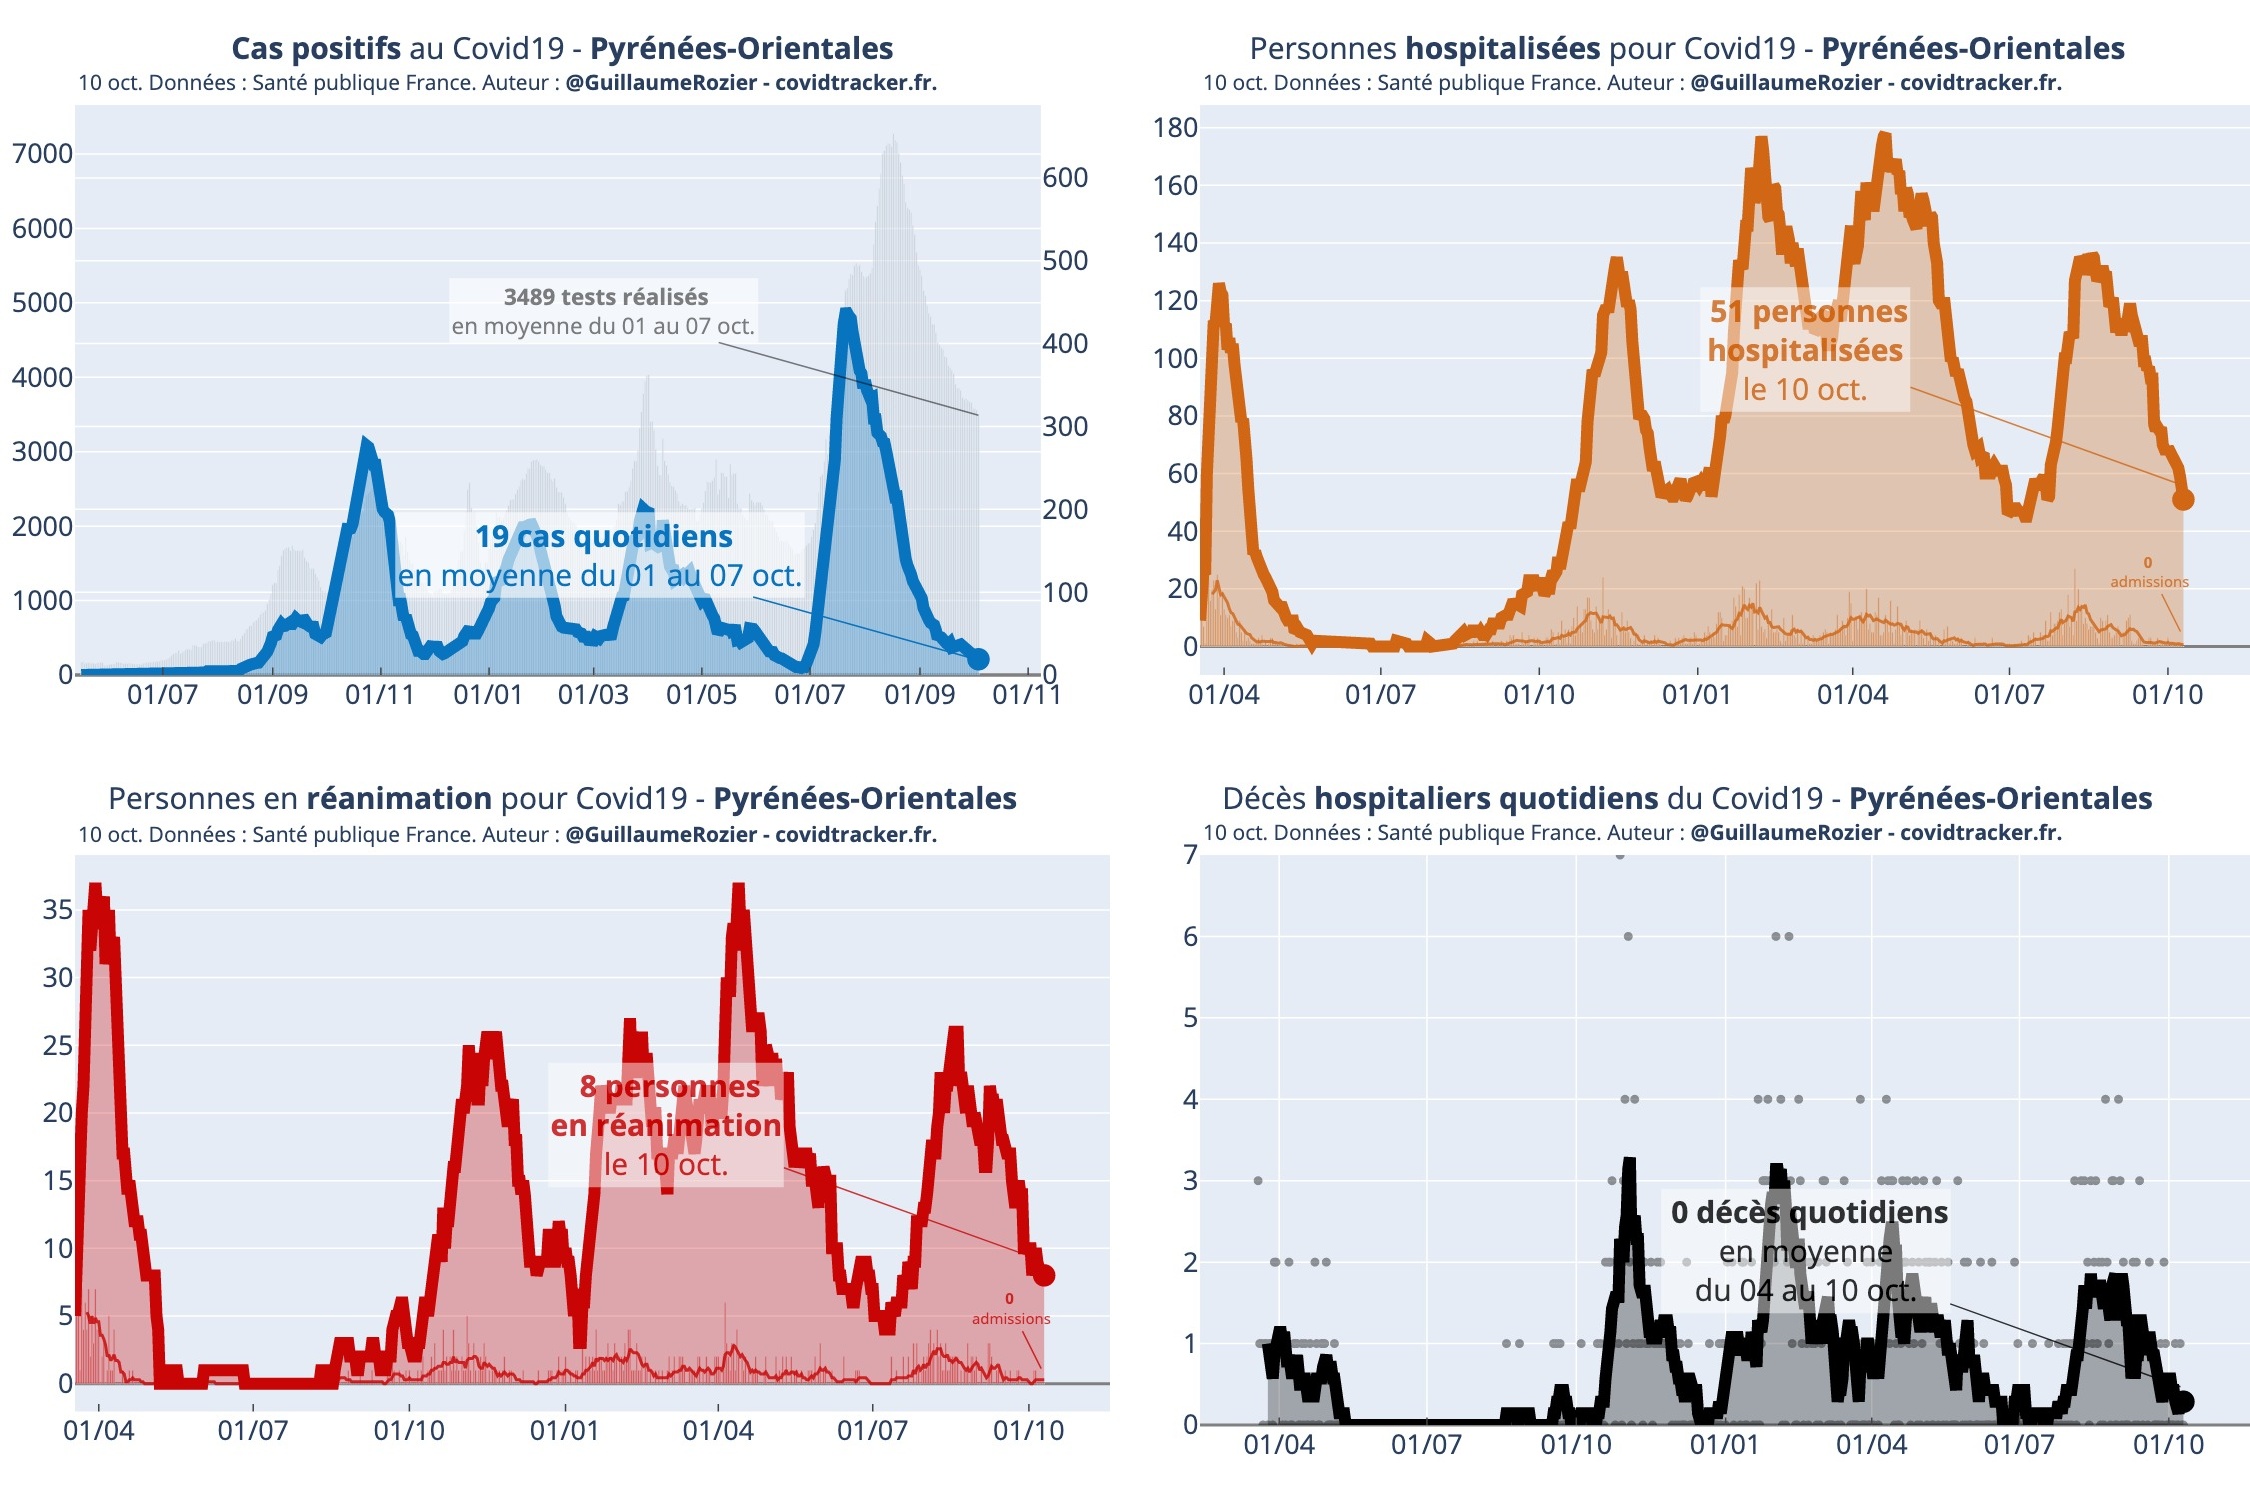 Cas positifs au Covid19 - Pyrénées-Orientales
10 oct. Données : Santé publique France. Auteur : @GuillaumeRozier - covidtracker.fr.
7000
6000
5000
4000
3000
2000
1000
0
600
500
400
300
200
100
0
3489 tests réalisés
en moyenne du 01 au 07 oct.
19 cas quotidiens
en moyenne du 01 au 07 oct.
01/07 01/09 01/11 01/01 01/03 01/05 01/07 01/09 01/11
Personnes hospitalisées pour Covid19 - Pyrénées-Orientales
10 oct. Données : Santé publique France. Auteur : @GuillaumeRozier - covidtracker.fr.
180
160
140
120
100
80
60
40
20
0
51 personnes
hospitalisées
le 10 oct.
0
admissions
01/04 01/07 01/10 01/01 01/04 01/07 01/10
Personnes en réanimation pour Covid19 - Pyrénées-Orientales
10 oct. Données : Santé publique France. Auteur : @GuillaumeRozier - covidtracker.fr.
35
30
25
20
15
10
5
0
8 personnes
en réanimation
le 10 oct.
0
admissions
01/04 01/07 01/10 01/01 01/04 01/07 01/10
Décès hospitaliers quotidiens du Covid19 - Pyrénées-Orientales
10 oct. Données : Santé publique France. Auteur : @GuillaumeRozier - covidtracker.fr.
7
6
5
4
3
2
1
0
0 décès quotidiens
en moyenne
du 04 au 10 oct.
01/04 01/07 01/10 01/01 01/04 01/07 01/10